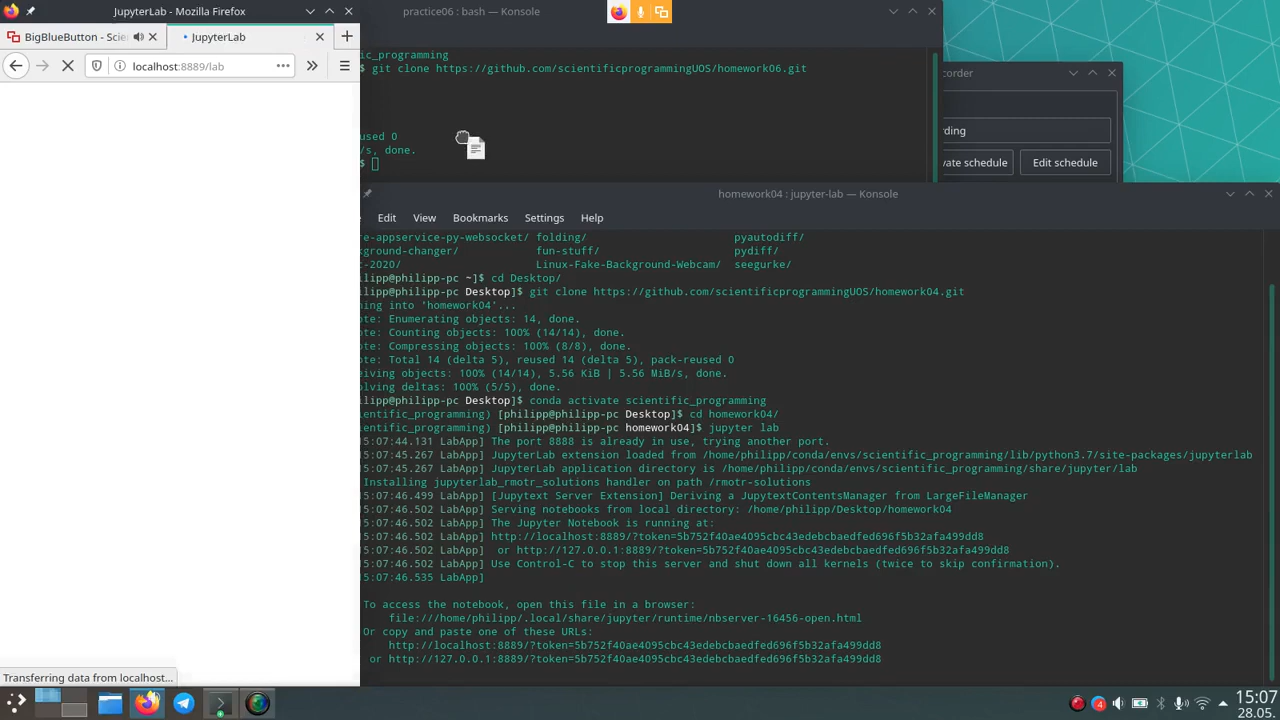 JupyterLab - Mozilla Firefox
BigBlueButton - Scie
JupyterLab
localhost:8889/lab
Transferring data from localhost...
practice06 : bash — Konsole
ic_programming
$ git clone https://github.com/scientificprogrammingUOS/homework06.git
used 0
/s, done.
$
corder
rding
vate schedule
Edit schedule
homework04 : jupyter-lab — Konsole
Edit View Bookmarks Settings Help
re-appservice-py-websocket/ folding/ pyautodiff/
kground-changer/ fun-stuff/ pydiff/
c-2020/ Linux-Fake-Background-Webcam/ seegurke/
ilipp@philipp-pc ~]$ cd Desktop/
ilipp@philipp-pc Desktop]$ git clone https://github.com/scientificprogrammingUOS/homework04.git
ning into 'homework04'...
ote: Enumerating objects: 14, done.
ote: Counting objects: 100% (14/14), done.
ote: Compressing objects: 100% (8/8), done.
ote: Total 14 (delta 5), reused 14 (delta 5), pack-reused 0
eiving objects: 100% (14/14), 5.56 KiB | 5.56 MiB/s, done.
olving deltas: 100% (5/5), done.
ilipp@philipp-pc Desktop]$ conda activate scientific_programming
ientific_programming) [philipp@philipp-pc Desktop]$ cd homework04/
ientific_programming) [philipp@philipp-pc homework04]$ jupyter lab
15:07:44.131 LabApp] The port 8888 is already in use, trying another port.
15:07:45.267 LabApp] JupyterLab extension loaded from /home/philipp/conda/envs/scientific_programming/lib/python3.7/site-packages/jupyterlab
15:07:45.267 LabApp] JupyterLab application directory is /home/philipp/conda/envs/scientific_programming/share/jupyter/lab
Installing jupyterlab_rmotr_solutions handler on path /rmotr-solutions
15:07:46.499 LabApp] [Jupytext Server Extension] Deriving a JupytextContentsManager from LargeFileManager
15:07:46.502 LabApp] Serving notebooks from local directory: /home/philipp/Desktop/homework04
15:07:46.502 LabApp] The Jupyter Notebook is running at:
15:07:46.502 LabApp] http://localhost:8889/?token=5b752f40ae4095cbc43edebcbaedfed696f5b32afa499dd8
15:07:46.502 LabApp]  or http://127.0.0.1:8889/?token=5b752f40ae4095cbc43edebcbaedfed696f5b32afa499dd8
15:07:46.502 LabApp] Use Control-C to stop this server and shut down all kernels (twice to skip confirmation).
15:07:46.535 LabApp]
To access the notebook, open this file in a browser:
file:///home/philipp/.local/share/jupyter/runtime/nbserver-16456-open.html
Or copy and paste one of these URLs:
http://localhost:8889/?token=5b752f40ae4095cbc43edebcbaedfed696f5b32afa499dd8
or http://127.0.0.1:8889/?token=5b752f40ae4095cbc43edebcbaedfed696f5b32afa499dd8
4
15:07
28.05.